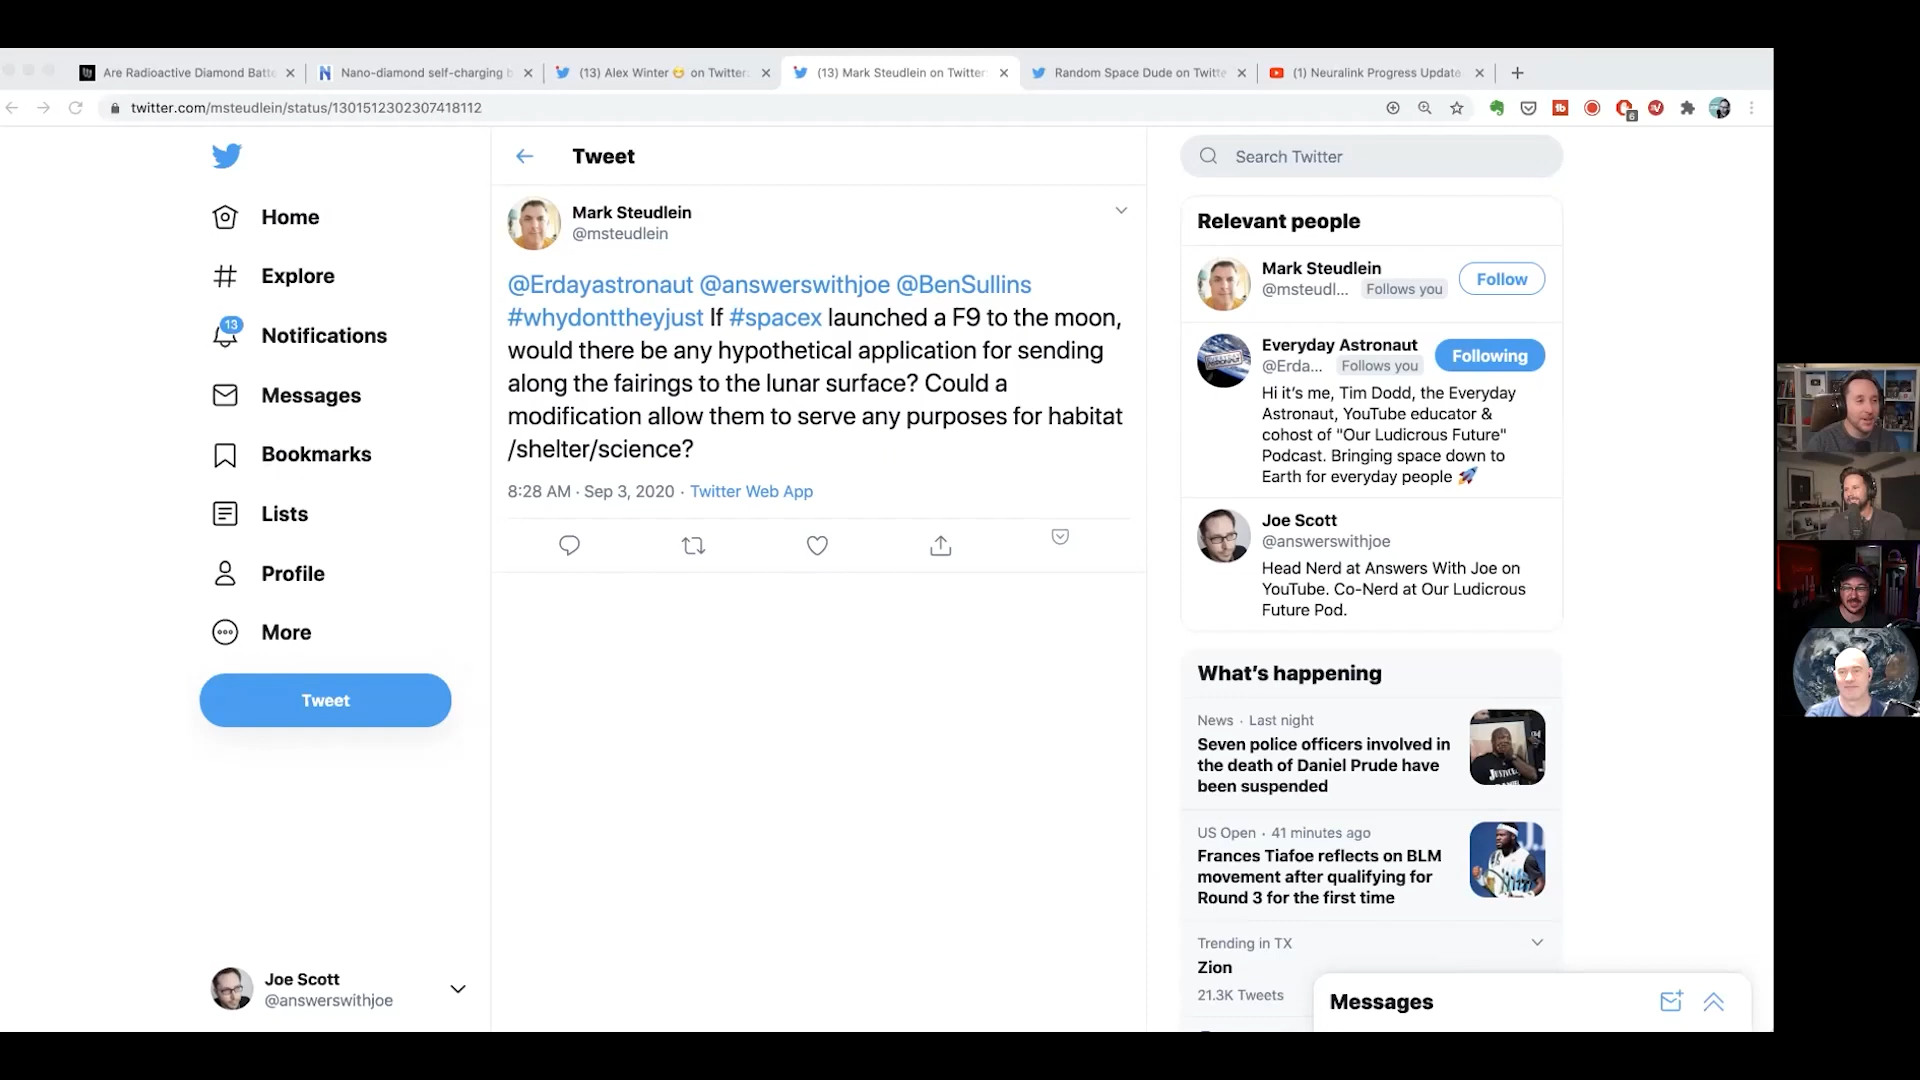 Are Radioactive Diamond Batte
Nano-diamond self-charging b
(13) Alex Winter 😁 on Twitter:
(13) Mark Steudlein on Twitter
Random Space Dude on Twitte
(1) Neuralink Progress Update
twitter.com/msteudlein/status/1301512302307418112
6
Tweet
Search Twitter
Home
Explore
13
Notifications
Messages
Bookmarks
Lists
Profile
More
Tweet
Joe Scott
@answerswithjoe
Mark Steudlein
@msteudlein
@Erdayastronaut @answerswithjoe @BenSullins
#whydonttheyjust If #spacex launched a F9 to the moon,
would there be any hypothetical application for sending
along the fairings to the lunar surface? Could a
modification allow them to serve any purposes for habitat
/shelter/science?
8:28 AM · Sep 3, 2020 · Twitter Web App
Relevant people
Mark Steudlein
@msteudl... Follows you
Follow
Everyday Astronaut
@Erda... Follows you
Following
Hi it's me, Tim Dodd, the Everyday
Astronaut, YouTube educator &
cohost of "Our Ludicrous Future"
Podcast. Bringing space down to
Earth for everyday people 🚀
Joe Scott
@answerswithjoe
Head Nerd at Answers With Joe on
YouTube. Co-Nerd at Our Ludicrous
Future Pod.
What's happening
News · Last night
Seven police officers involved in
the death of Daniel Prude have
been suspended
US Open · 41 minutes ago
Frances Tiafoe reflects on BLM
movement after qualifying for
Round 3 for the first time
Trending in TX
Zion
21.3K Tweets
Messages